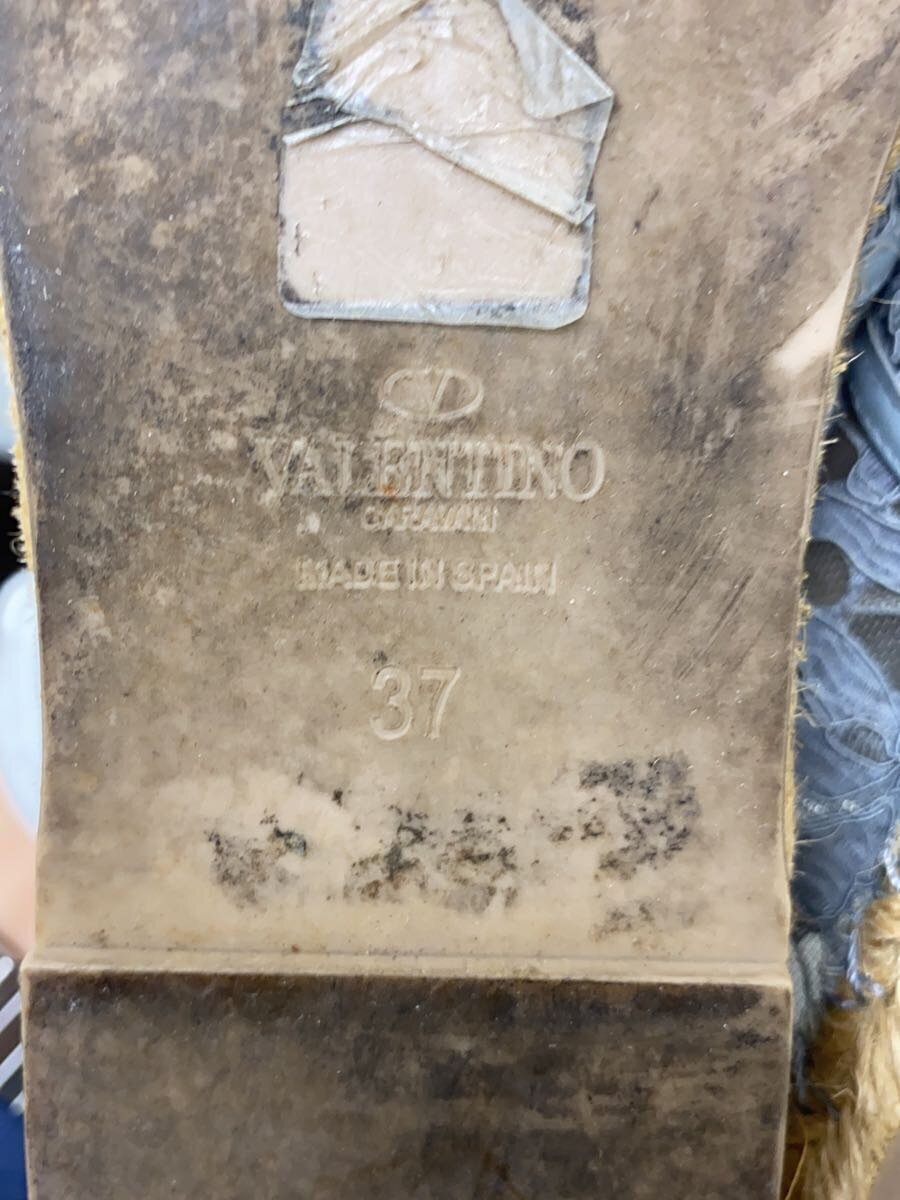 V
VALENTINO
GARAVANI
MADE IN SPAIN
37